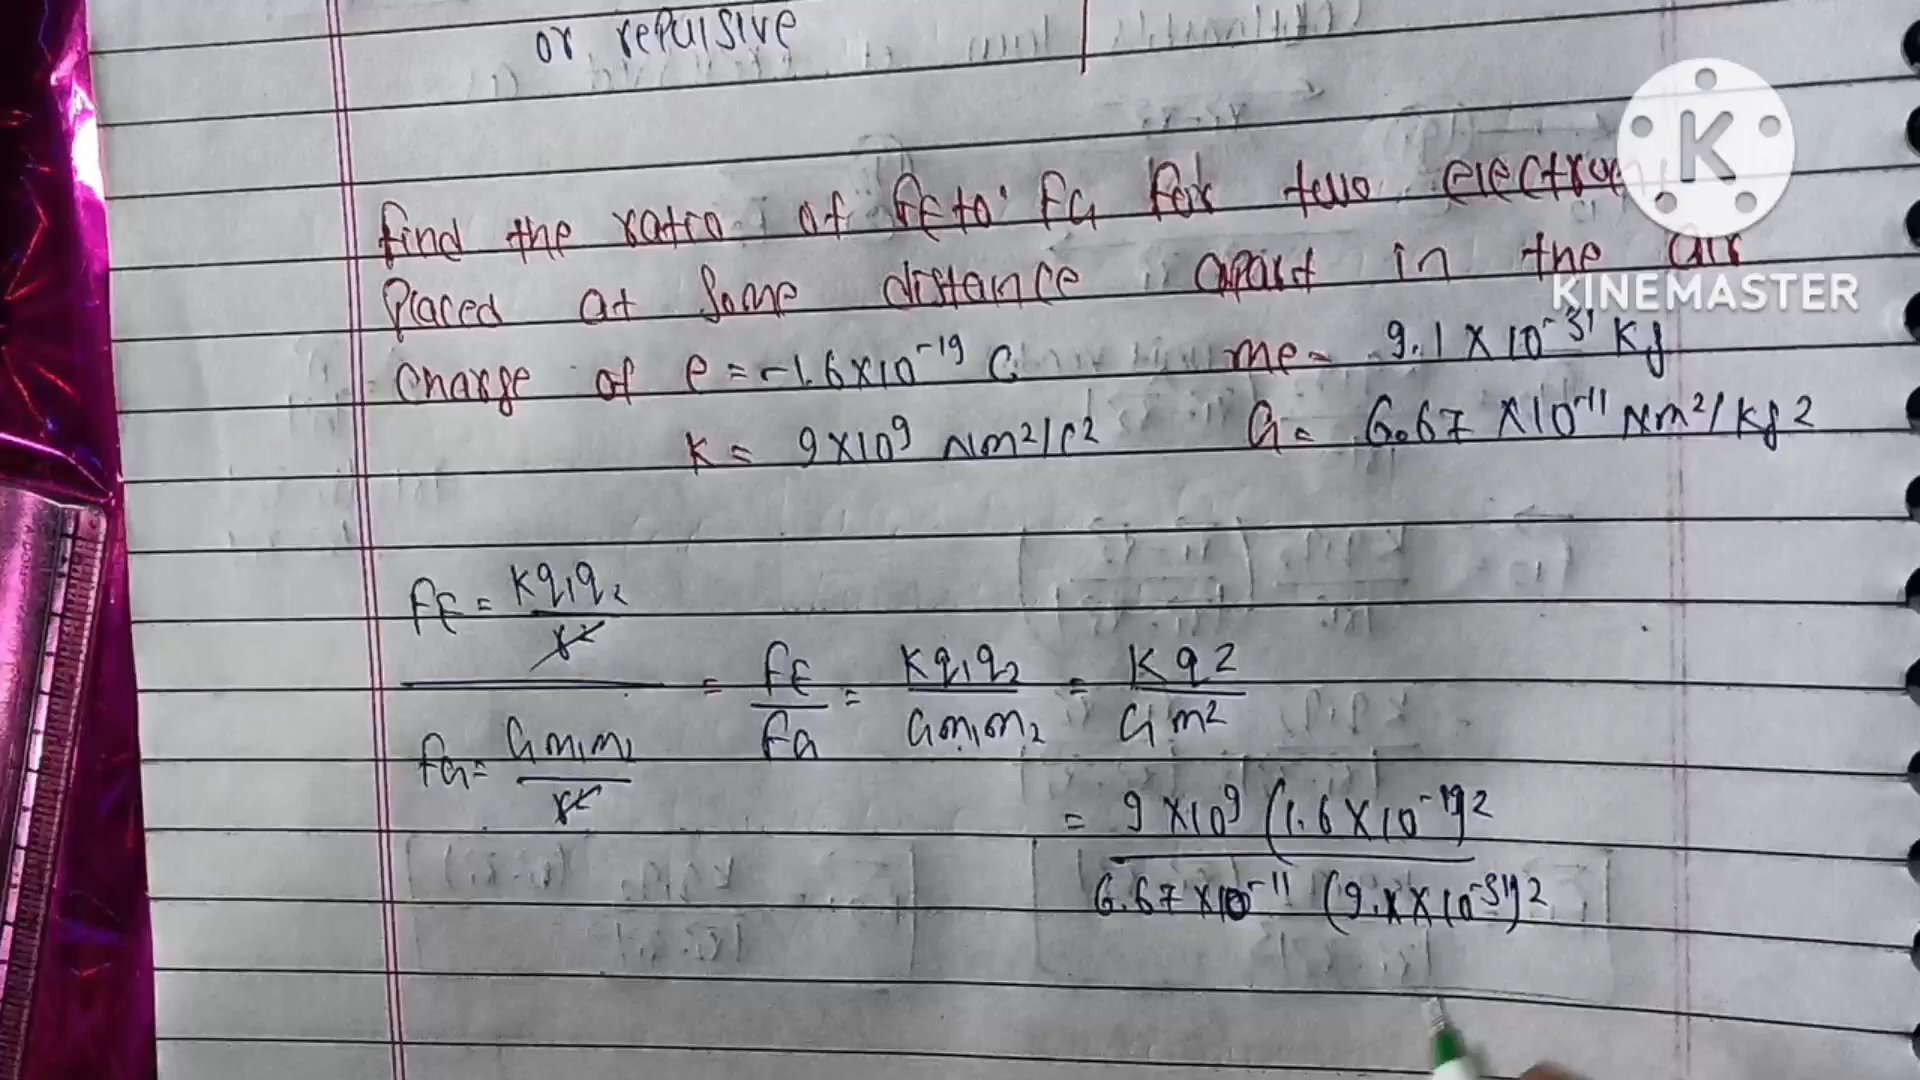 or repulsive
K
KINEMASTER
find the ratio of FE to FG for two electrons
Placed at Some distance apart in the air
charge of e = -1.6×10⁻¹⁹ C me = 9.1×10⁻³¹ Kg
K = 9×10⁹ Nm²/C² G = 6.67 ×10⁻¹¹ Nm²/Kg²
FE = Kq₁q₂ / r²
FG = Gm₁m₂ / r²
= FE / FG = Kq₁q₂ / Gm₁m₂ = Kq² / Gm²
= 9×10⁹ (1.6×10⁻¹⁹)²
6.67×10⁻¹¹ (9.1×10⁻³¹)²